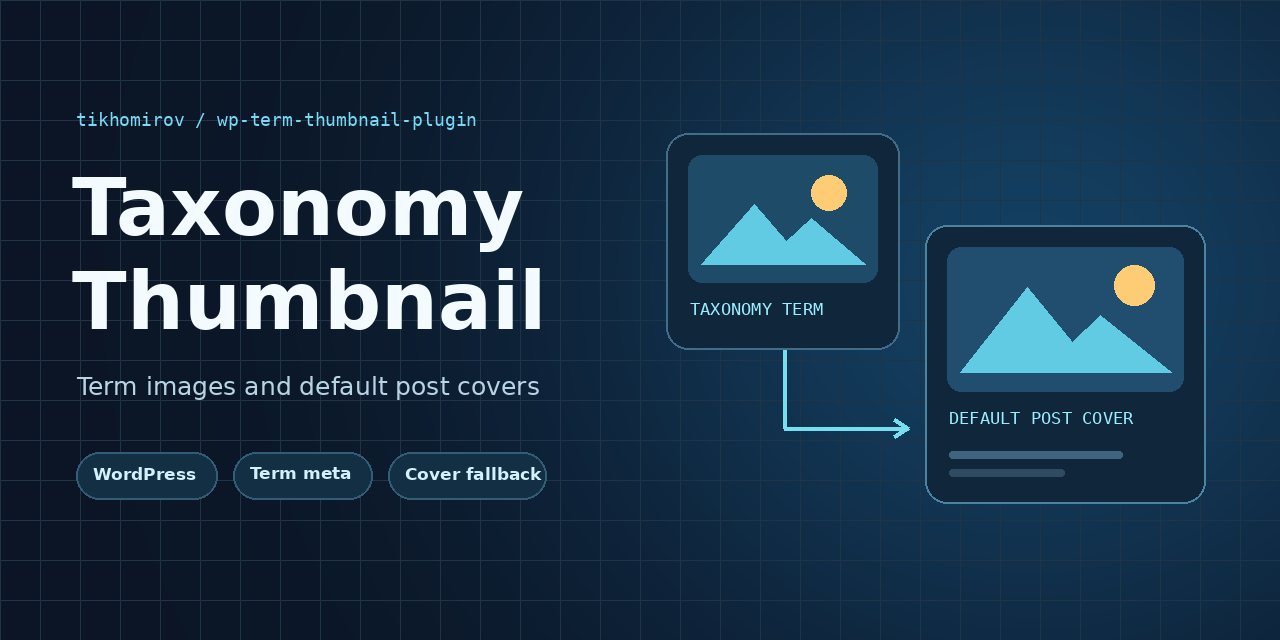 tikhomirov / wp-term-thumbnail-plugin
Taxonomy
Thumbnail
Term images and default post covers
WordPress
Term meta
Cover fallback
TAXONOMY TERM
DEFAULT POST COVER